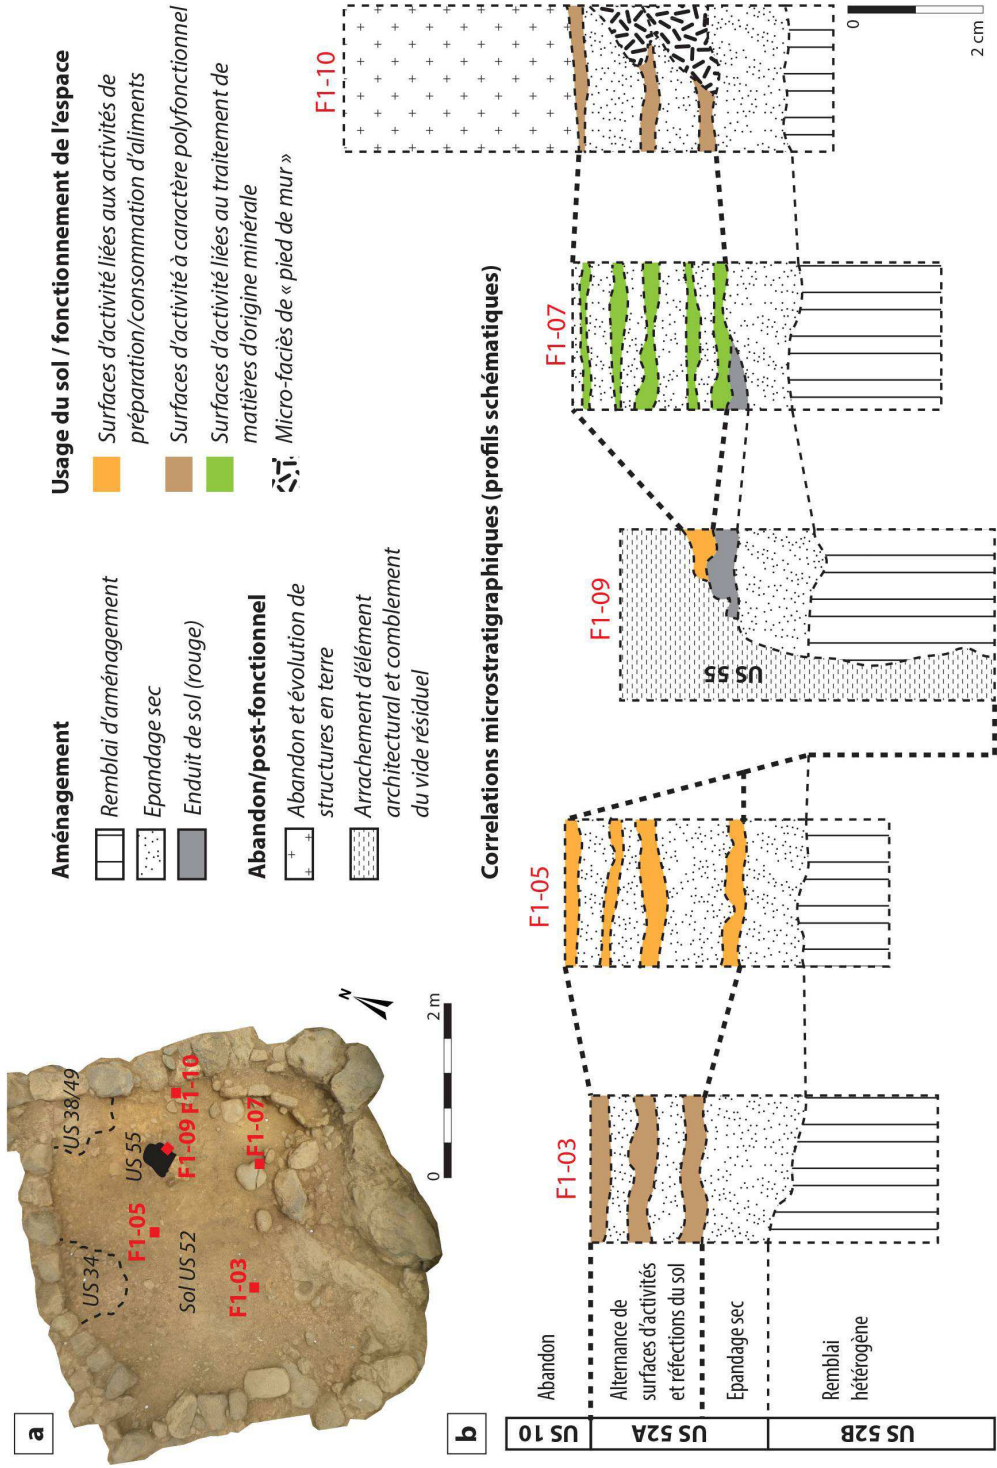 a
US 34
US 38/49
US 55
F1-05
F1-09
F1-10
Sol US 52
F1-03
F1-07
N
0
2 m
Aménagement
Remblai d'aménagement
Epandage sec
Enduit de sol (rouge)
Abandon/post-fonctionnel
Abandon et évolution de
structures en terre
Arrachement d'élément
architectural et comblement
du vide résiduel
Usage du sol / fonctionnement de l'espace
Surfaces d'activité liées aux activités de
préparation/consommation d'aliments
Surfaces d'activité à caractère polyfonctionnel
Surfaces d'activité liées au traitement de
matières d'origine minérale
Micro-faciès de « pied de mur »
b
Correlations microstratigraphiques (profils schématiques)
US 10
Abandon
US 52A
Alternance de
surfaces d'activités
et réfections du sol
Epandage sec
US 52B
Remblai
hétérogène
F1-03
F1-05
F1-09
US 55
F1-07
F1-10
0
2 cm